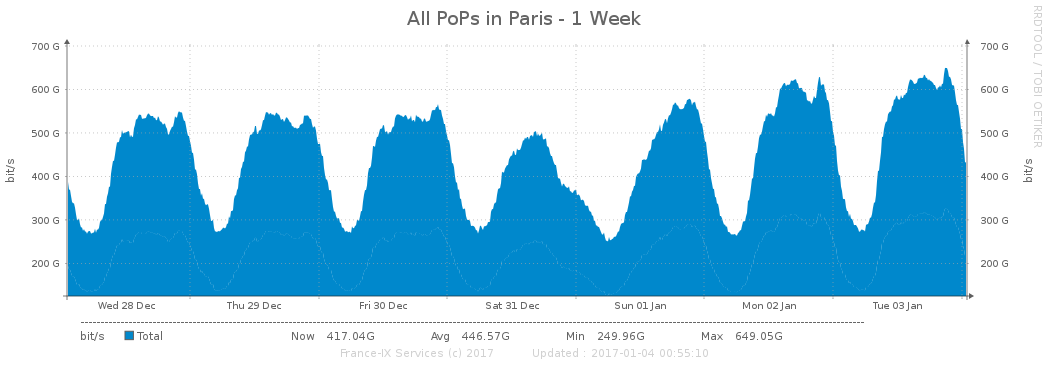 All PoPs in Paris - 1 Week
RRDTOOL / TOBI OETIKER
700 G 700 G
600 G 600 G
500 G 500 G
400 G 400 G
300 G 300 G
200 G 200 G
bit/s bit/s
Wed 28 Dec Thu 29 Dec Fri 30 Dec Sat 31 Dec Sun 01 Jan Mon 02 Jan Tue 03 Jan
bit/s Total Now 417.04G Avg 446.57G Min 249.96G Max 649.05G
France-IX Services (c) 2017 Updated : 2017-01-04 00:55:10